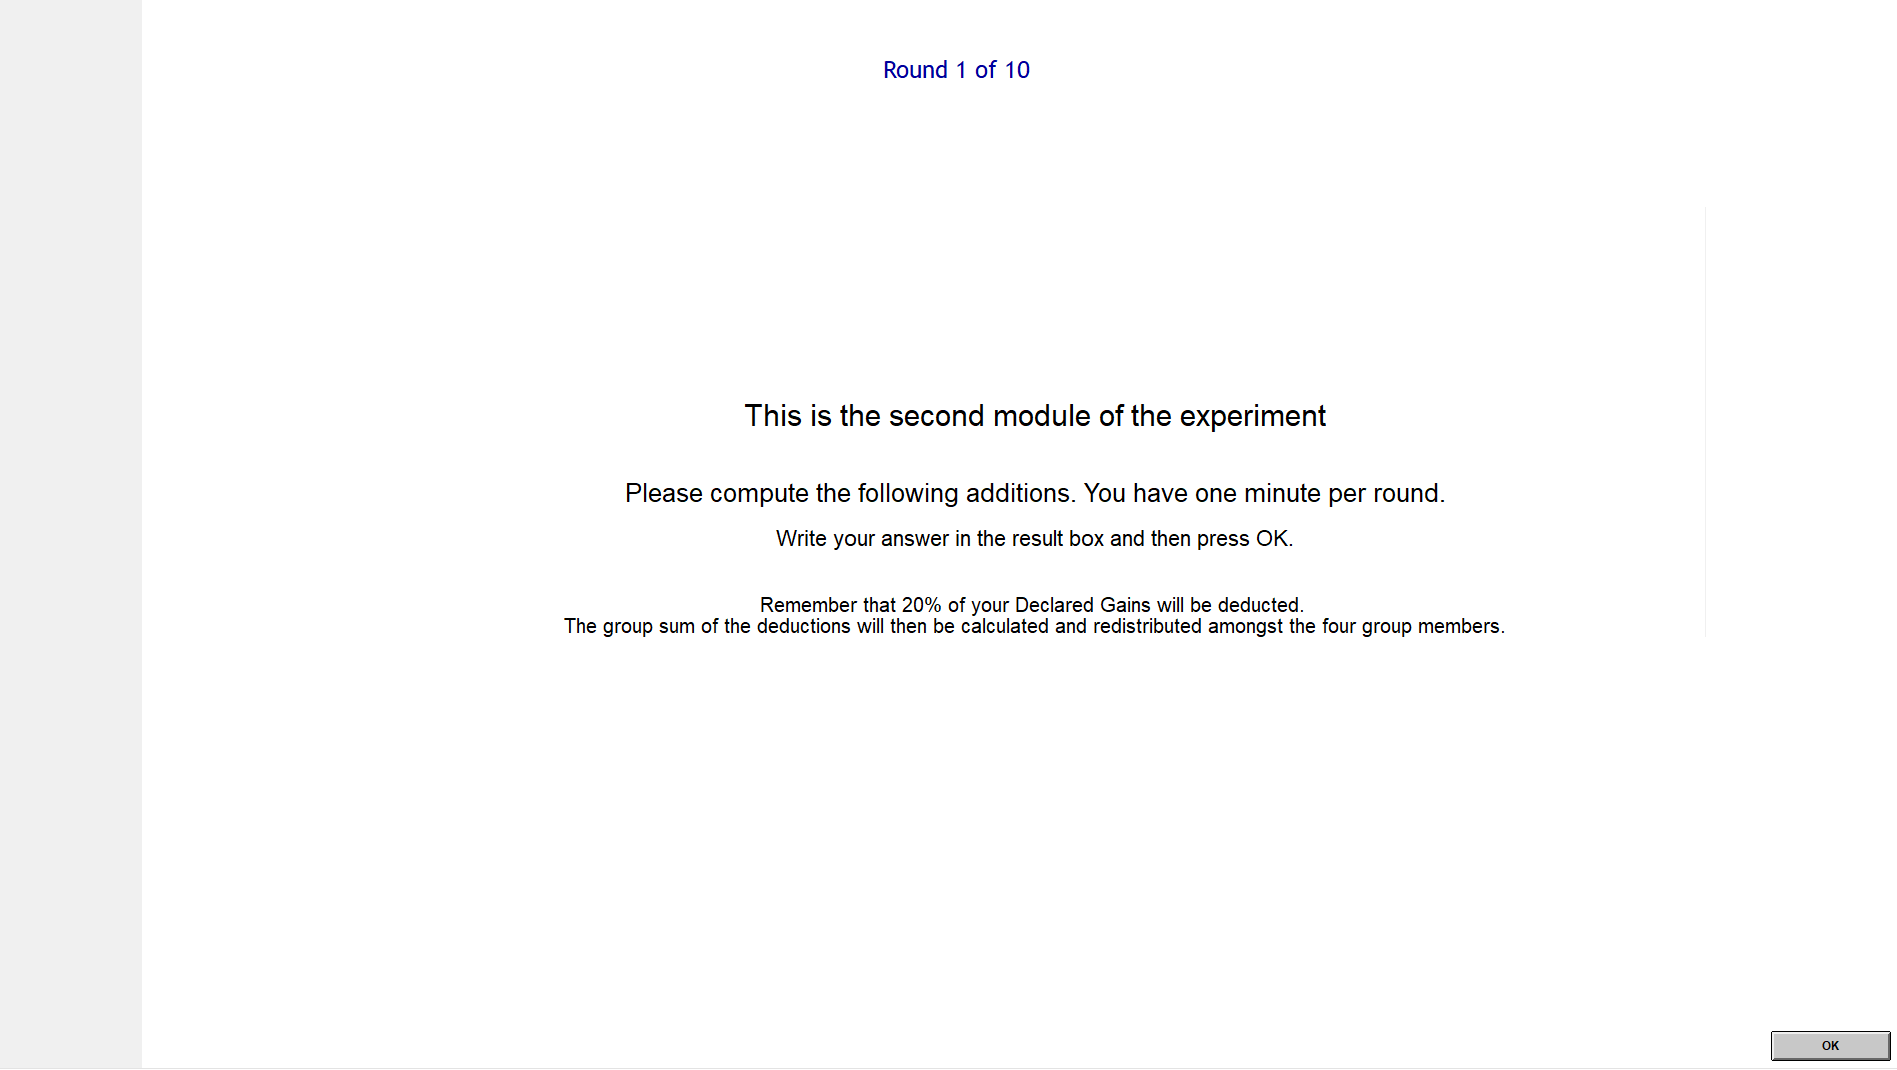 Round 1 of 10
This is the second module of the experiment
Please compute the following additions. You have one minute per round.
Write your answer in the result box and then press OK.
Remember that 20% of your Declared Gains will be deducted.
The group sum of the deductions will then be calculated and redistributed amongst the four group members.
OK